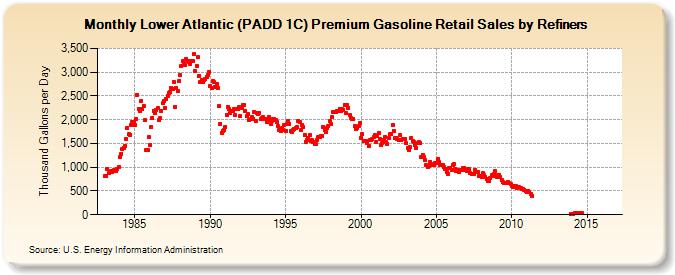 Monthly Lower Atlantic (PADD 1C) Premium Gasoline Retail Sales by Refiners
Thousand Gallons per Day
3,500
3,000
2,500
2,000
1,500
1,000
500
0
1985 1990 1995 2000 2005 2010 2015
Source: U.S. Energy Information Administration